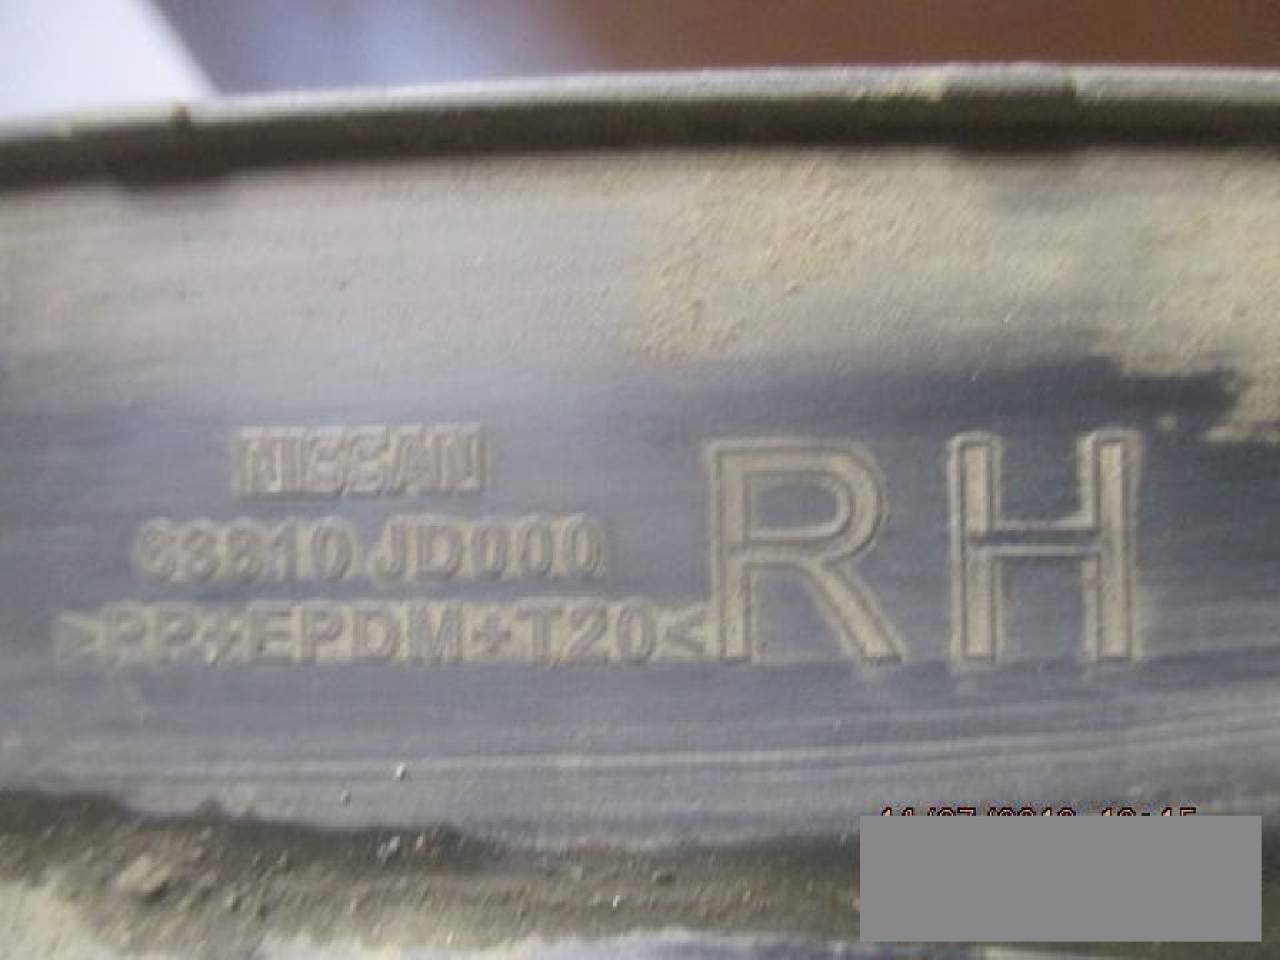 NISSAN
63810 JD000
>PP+EPDM+T20<
RH